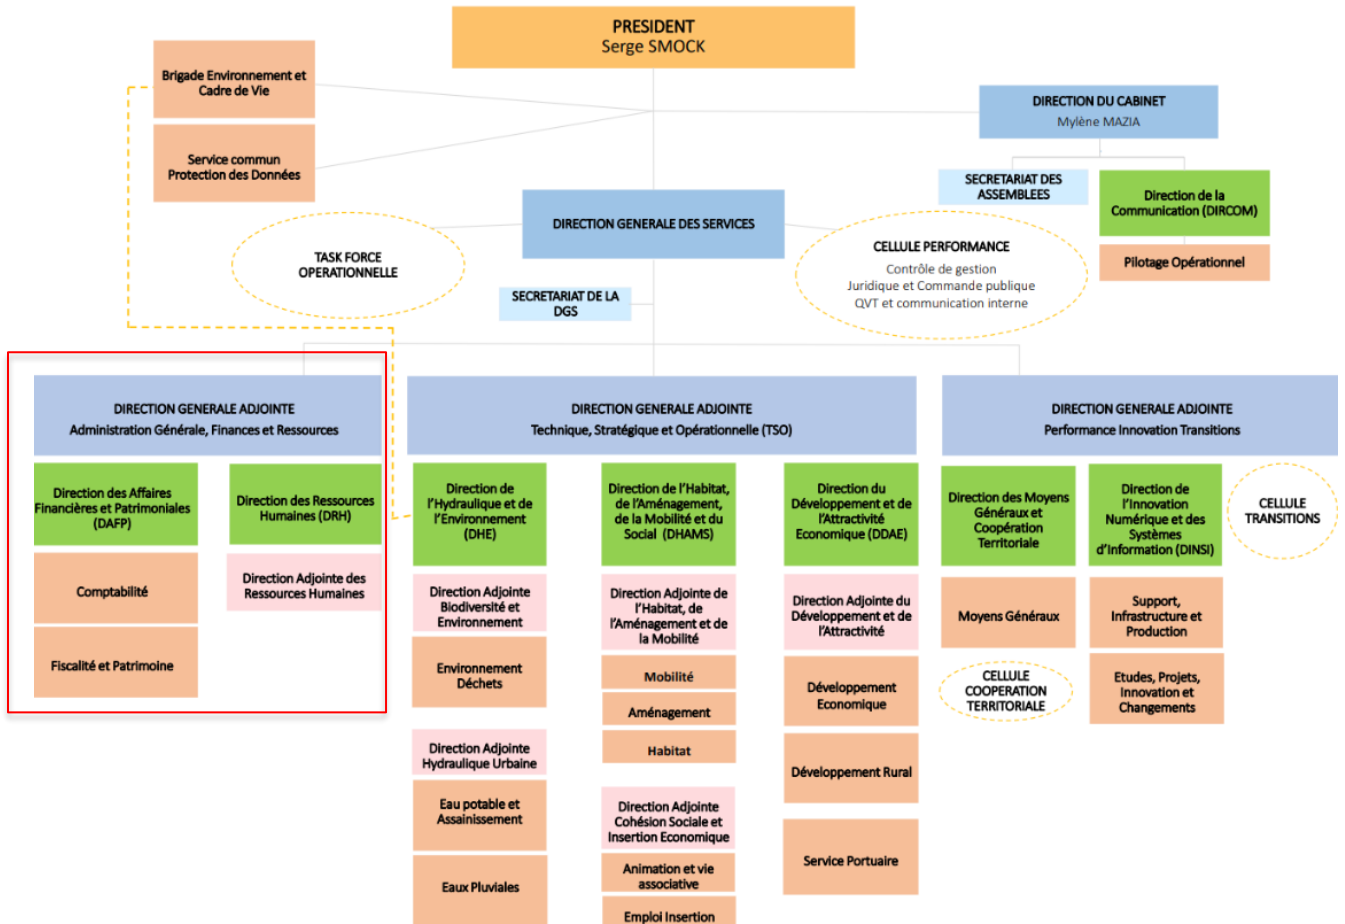 PRESIDENT
Serge SMOCK
Brigade Environnement et
Cadre de Vie
DIRECTION DU CABINET
Mylène MAZIA
Service commun
Protection des Données
SECRETARIAT DES
ASSEMBLEES
Direction de la
Communication (DIRCOM)
Pilotage Opérationnel
DIRECTION GENERALE DES SERVICES
TASK FORCE
OPERATIONNELLE
CELLULE PERFORMANCE
Contrôle de gestion
Juridique et Commande publique
QVT et communication interne
SECRETARIAT DE LA
DGS
DIRECTION GENERALE ADJOINTE
Administration Générale, Finances et Ressources
Direction des Affaires
Financières et Patrimoniales
(DAFP)
Comptabilité
Fiscalité et Patrimoine
Direction des Ressources
Humaines (DRH)
Direction Adjointe des
Ressources Humaines
DIRECTION GENERALE ADJOINTE
Technique, Stratégique et Opérationnelle (TSO)
Direction de
l'Hydraulique et de
l'Environnement
(DHE)
Direction Adjointe
Biodiversité et
Environnement
Environnement
Déchets
Direction Adjointe
Hydraulique Urbaine
Eau potable et
Assainissement
Eaux Pluviales
Direction de l'Habitat,
de l'Aménagement,
de la Mobilité et du
Social (DHAMS)
Direction Adjointe de
l'Habitat, de
l'Aménagement et de
la Mobilité
Mobilité
Aménagement
Habitat
Direction Adjointe
Cohésion Sociale et
Insertion Economique
Animation et vie
associative
Emploi Insertion
Direction du
Développement et de
l'Attractivité
Economique (DDAE)
Direction Adjointe du
Développement et de
l'Attractivité
Développement
Economique
Développement Rural
Service Portuaire
DIRECTION GENERALE ADJOINTE
Performance Innovation Transitions
Direction des Moyens
Généraux et
Coopération
Territoriale
Moyens Généraux
CELLULE
COOPERATION
TERRITORIALE
Direction de
l'Innovation
Numérique et des
Systèmes
d'Information (DINSI)
Support,
Infrastructure et
Production
Etudes, Projets,
Innovation et
Changements
CELLULE
TRANSITIONS